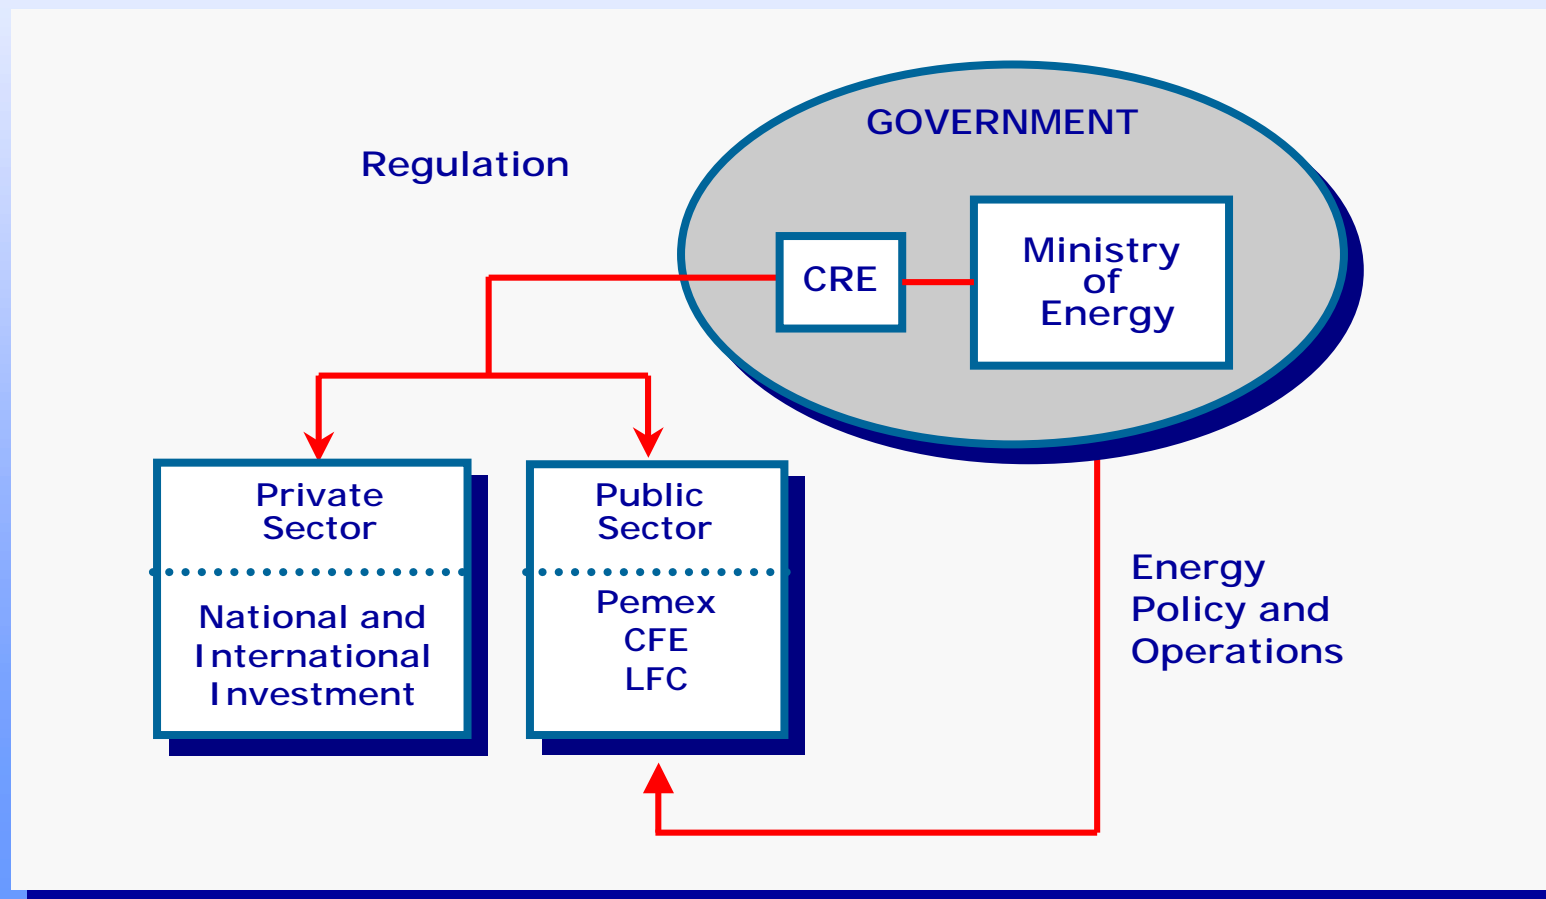 GOVERNMENT
Regulation
CRE
Ministry
of
Energy
Private
Sector
National and
International
Investment
Public
Sector
Pemex
CFE
LFC
Energy
Policy and
Operations